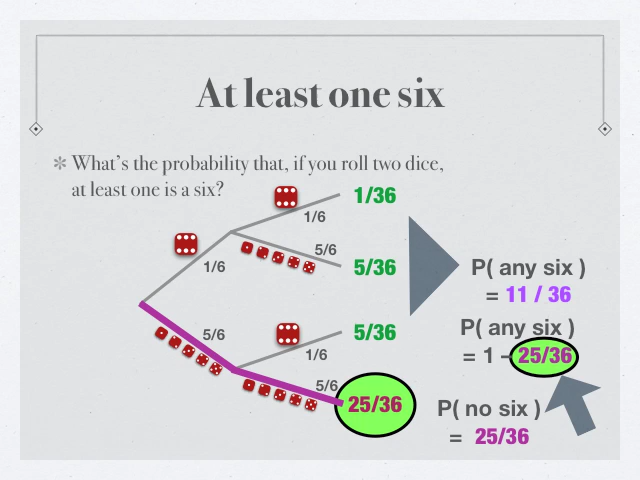 At least one six
✻ What's the probability that, if you roll two dice,
at least one is a six?
1/36
1/6
5/6
1/6
5/36
P( any six )
= 11 / 36
5/6
5/36
1/6
P( any six )
= 1 – 25/36
5/6
25/36
P( no six )
= 25/36